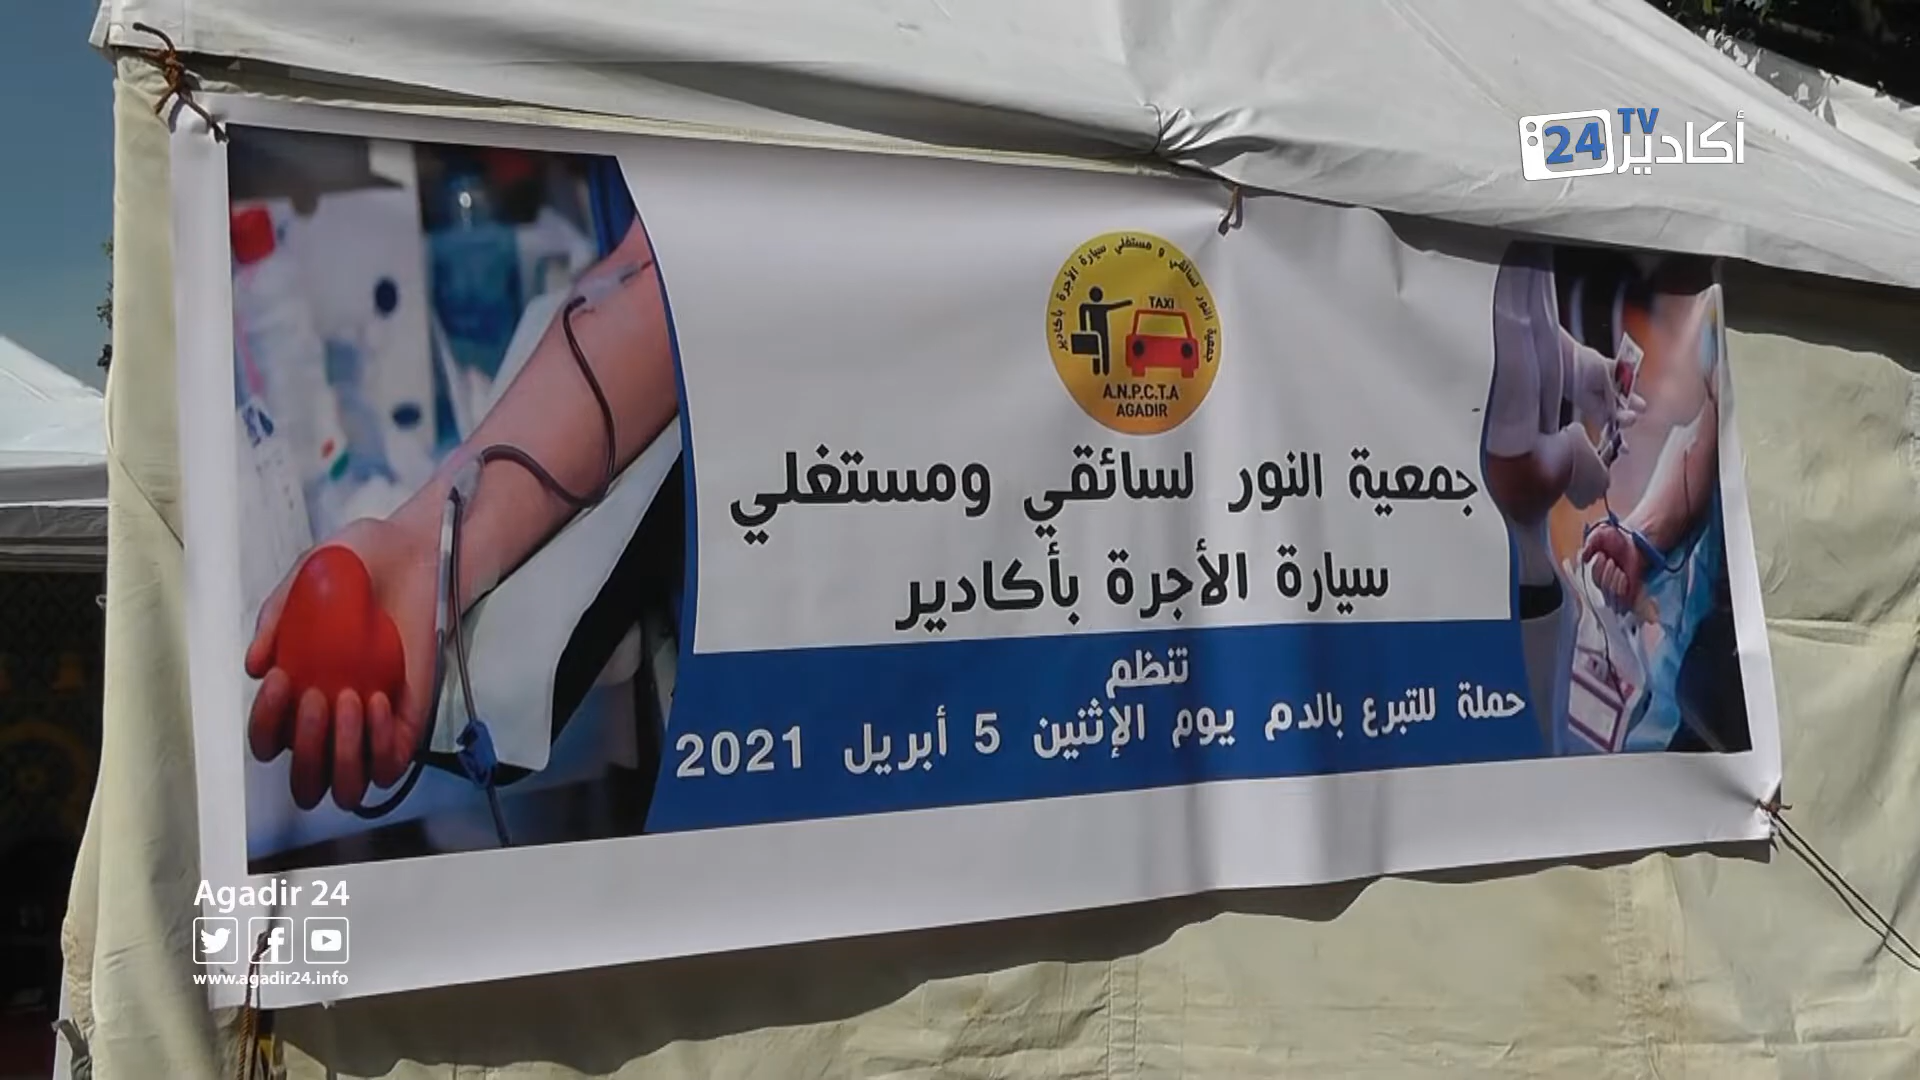 أكادير TV 24
جمعية النور لسائقي و مستغلي سيارة الأجرة بأكادير
TAXI
A.N.P.C.T.A
AGADIR
جمعية النور لسائقي ومستغلي
سيارة الأجرة بأكادير
تنظم
حملة للتبرع بالدم يوم الإثنين 5 أبريل 2021
Agadir 24
www.agadir24.info